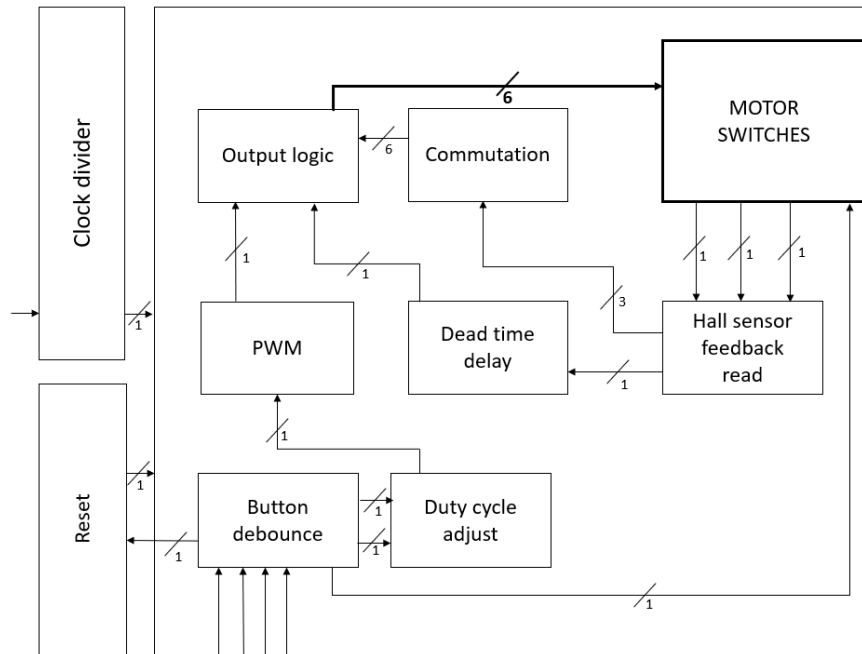 6
MOTOR
SWITCHES
Output logic
6
Commutation
Clock divider
1
1
1
1
1
1
3
1
PWM
Dead time
delay
Hall sensor
feedback
read
1
1
1
Reset
Button
debounce
1
Duty cycle
adjust
1
1
1